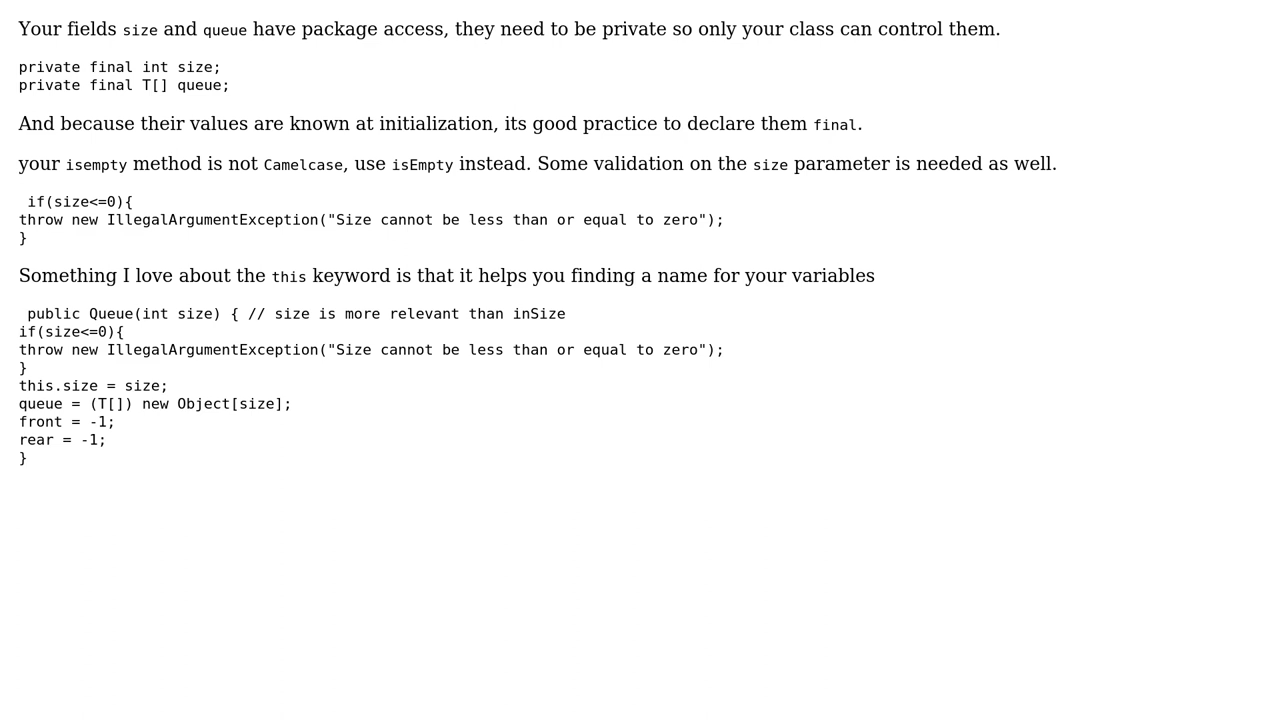 Your fields size and queue have package access, they need to be private so only your class can control them.
private final int size;
private final T[] queue;
And because their values are known at initialization, its good practice to declare them final.
your isempty method is not Camelcase, use isEmpty instead. Some validation on the size parameter is needed as well.
if(size<=0){
throw new IllegalArgumentException("Size cannot be less than or equal to zero");
}
Something I love about the this keyword is that it helps you finding a name for your variables
public Queue(int size) { // size is more relevant than inSize
if(size<=0){
throw new IllegalArgumentException("Size cannot be less than or equal to zero");
}
this.size = size;
queue = (T[]) new Object[size];
front = -1;
rear = -1;
}